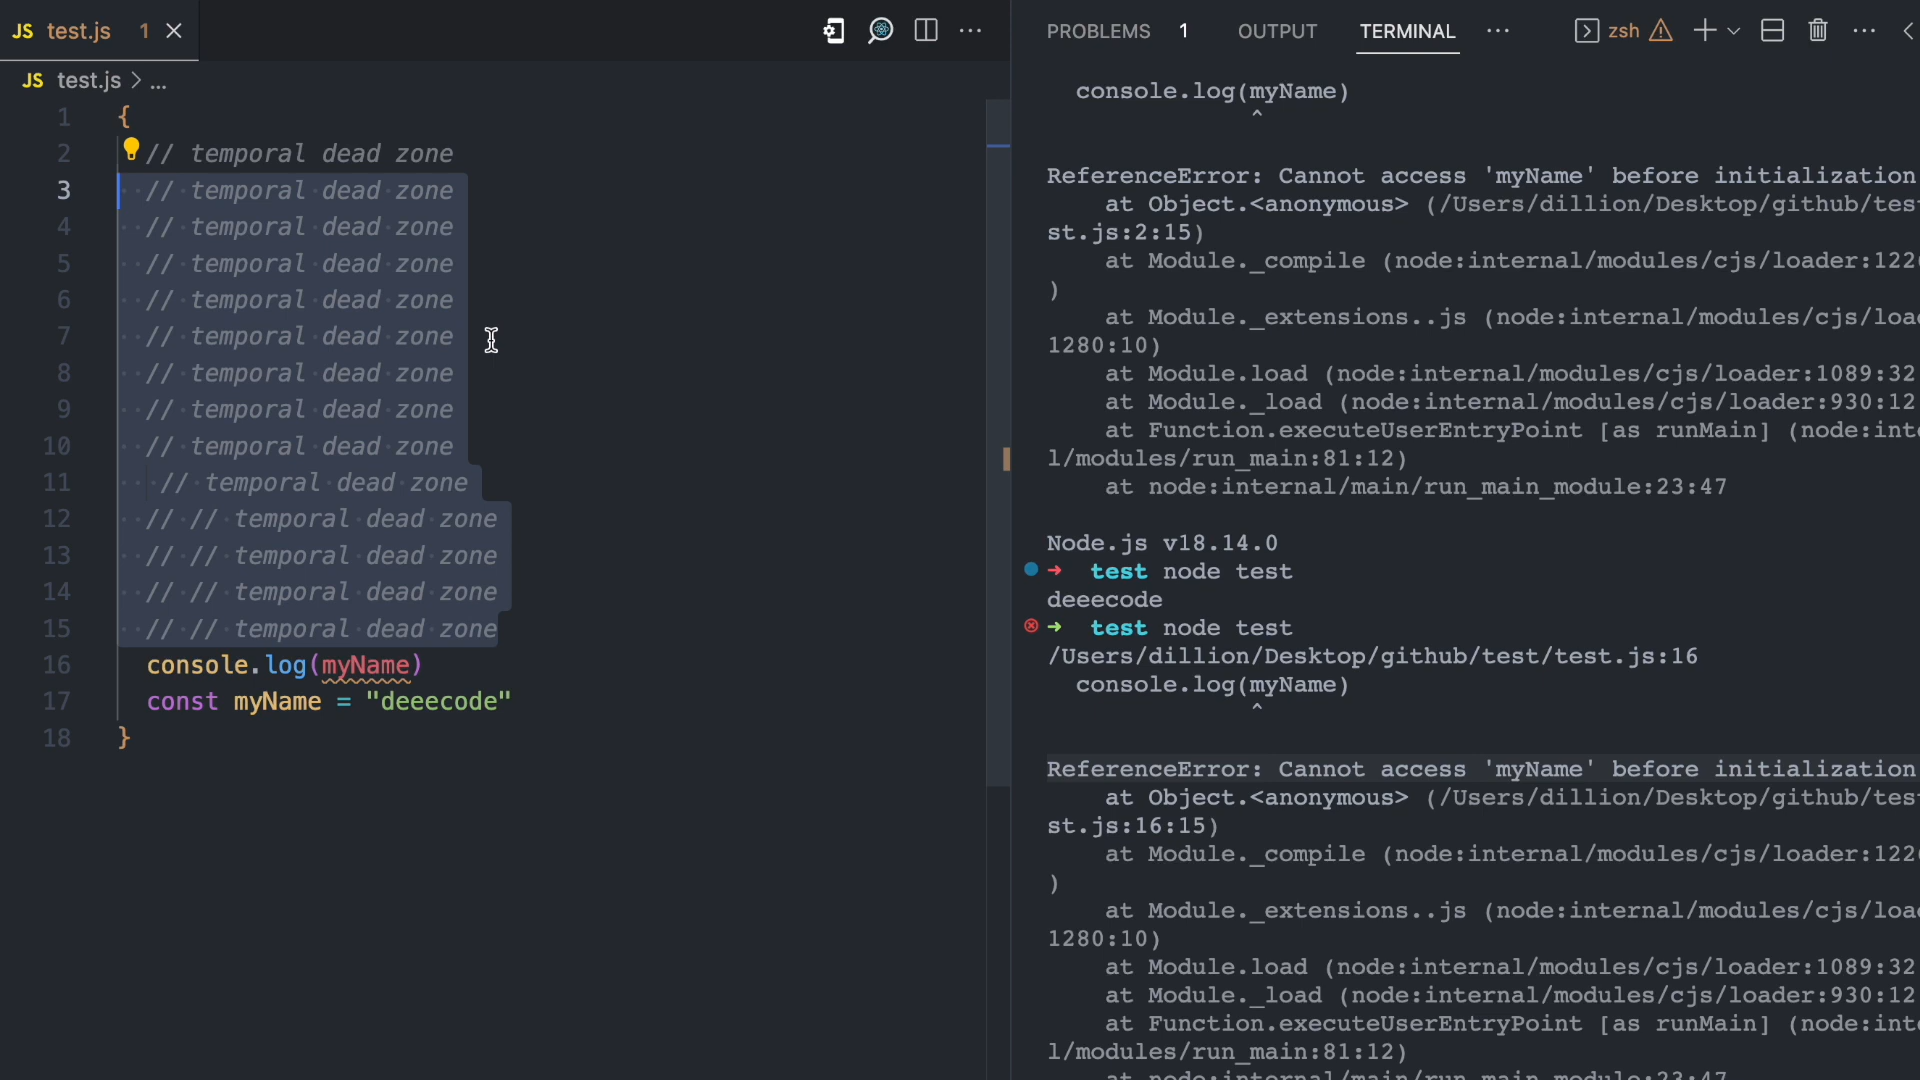 JS test.js 1
JS test.js > ...
1 {
2 // temporal dead zone
3 // temporal dead zone
4 // temporal dead zone
5 // temporal dead zone
6 // temporal dead zone
7 // temporal dead zone
8 // temporal dead zone
9 // temporal dead zone
10 // temporal dead zone
11 // temporal dead zone
12 // // temporal dead zone
13 // // temporal dead zone
14 // // temporal dead zone
15 // // temporal dead zone
16 console.log(myName)
17 const myName = "deeecode"
18 }
PROBLEMS 1 OUTPUT TERMINAL ... zsh
console.log(myName)
^
ReferenceError: Cannot access 'myName' before initialization
at Object.<anonymous> (/Users/dillion/Desktop/github/tes
st.js:2:15)
at Module._compile (node:internal/modules/cjs/loader:122
)
at Module._extensions..js (node:internal/modules/cjs/loa
1280:10)
at Module.load (node:internal/modules/cjs/loader:1089:32
at Module._load (node:internal/modules/cjs/loader:930:12
at Function.executeUserEntryPoint [as runMain] (node:int
l/modules/run_main:81:12)
at node:internal/main/run_main_module:23:47
Node.js v18.14.0
➜ test node test
deeecode
➜ test node test
/Users/dillion/Desktop/github/test/test.js:16
console.log(myName)
^
ReferenceError: Cannot access 'myName' before initialization
at Object.<anonymous> (/Users/dillion/Desktop/github/tes
st.js:16:15)
at Module._compile (node:internal/modules/cjs/loader:122
)
at Module._extensions..js (node:internal/modules/cjs/loa
1280:10)
at Module.load (node:internal/modules/cjs/loader:1089:32
at Module._load (node:internal/modules/cjs/loader:930:12
at Function.executeUserEntryPoint [as runMain] (node:int
l/modules/run_main:81:12)
at node:internal/main/run_main_module:23:47